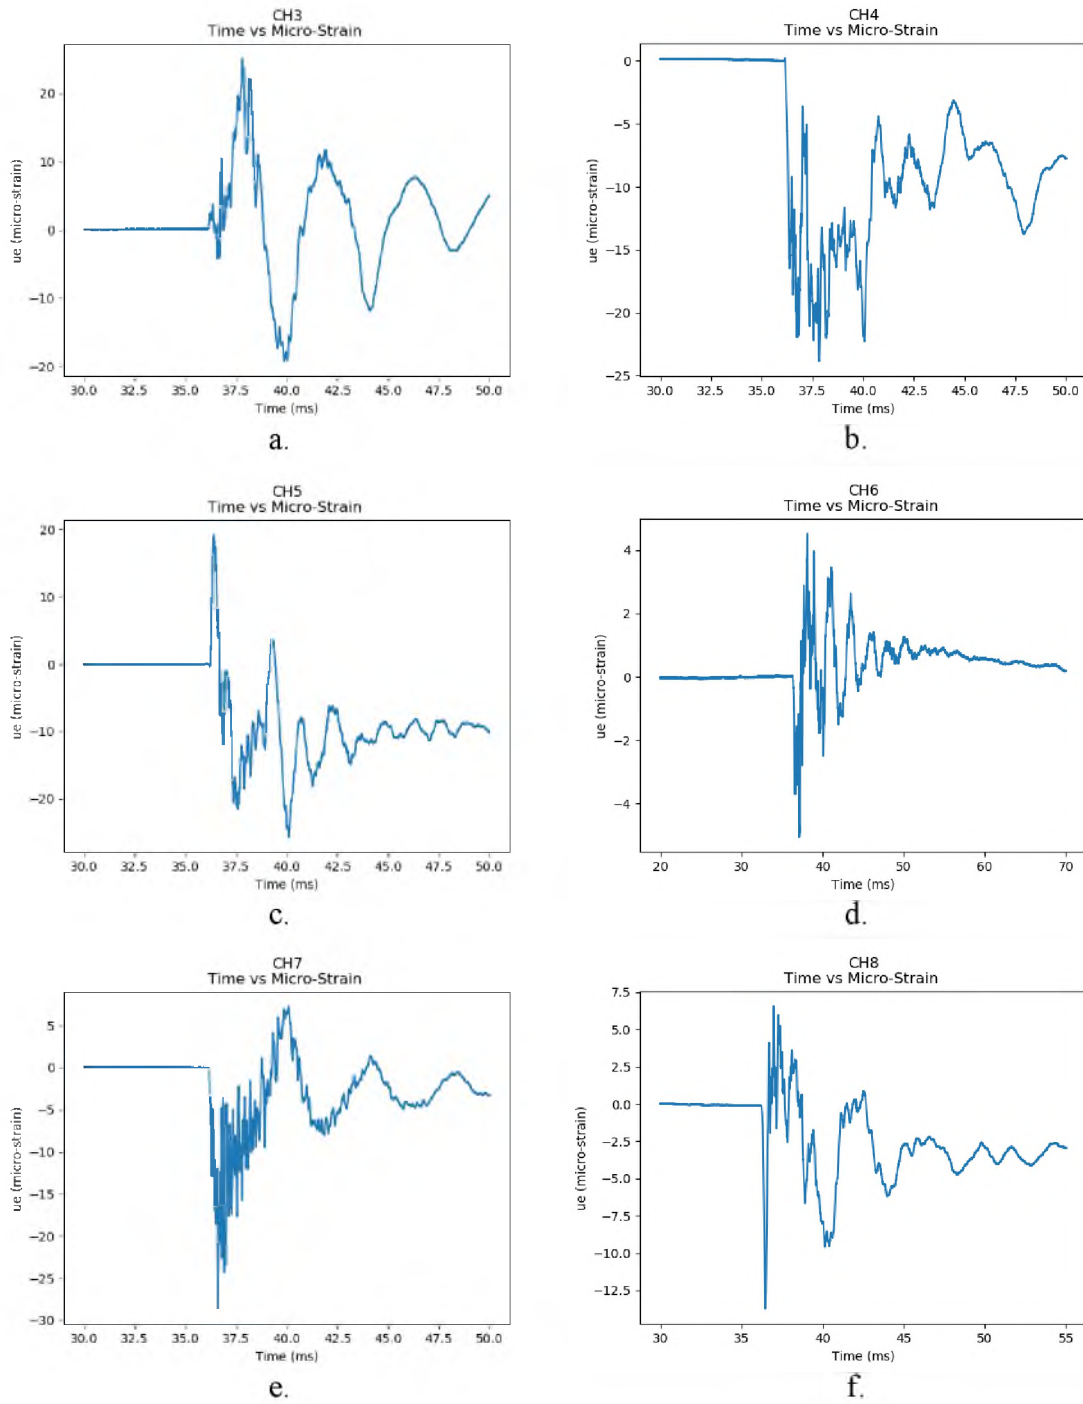 CH3
Time vs Micro-Strain
20
10
0
−10
−20
ue (micro-strain)
30.0 32.5 35.0 37.5 40.0 42.5 45.0 47.5 50.0
Time (ms)
a.
CH4
Time vs Micro-Strain
0
−5
−10
−15
−20
−25
ue (micro-strain)
30.0 32.5 35.0 37.5 40.0 42.5 45.0 47.5 50.0
Time (ms)
b.
CH5
Time vs Micro-Strain
20
10
0
−10
−20
ue (micro-strain)
30.0 32.5 35.0 37.5 40.0 42.5 45.0 47.5 50.0
Time (ms)
c.
CH6
Time vs Micro-Strain
4
2
0
−2
−4
ue (micro-strain)
20 30 40 50 60 70
Time (ms)
d.
CH7
Time vs Micro-Strain
5
0
−5
−10
−15
−20
−25
−30
ue (micro-strain)
30.0 32.5 35.0 37.5 40.0 42.5 45.0 47.5 50.0
Time (ms)
e.
CH8
Time vs Micro-Strain
7.5
5.0
2.5
0.0
−2.5
−5.0
−7.5
−10.0
−12.5
ue (micro-strain)
30 35 40 45 50 55
Time (ms)
f.